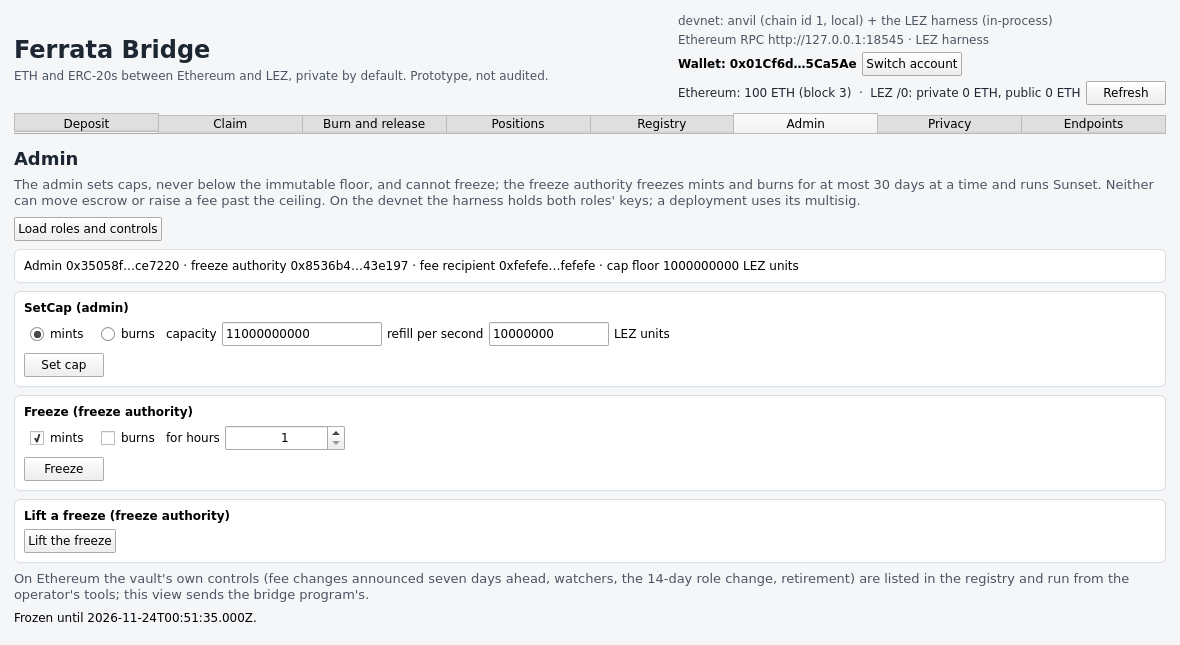 Ferrata Bridge
ETH and ERC-20s between Ethereum and LEZ, private by default. Prototype, not audited.
devnet: anvil (chain id 1, local) + the LEZ harness (in-process)
Ethereum RPC http://127.0.0.1:18545 · LEZ harness
Wallet: 0x01Cf6d…5Ca5Ae Switch account
Ethereum: 100 ETH (block 3) · LEZ /0: private 0 ETH, public 0 ETH Refresh
Deposit Claim Burn and release Positions Registry Admin Privacy Endpoints
Admin
The admin sets caps, never below the immutable floor, and cannot freeze; the freeze authority freezes mints and burns for at most 30 days at a time and runs Sunset. Neither
can move escrow or raise a fee past the ceiling. On the devnet the harness holds both roles' keys; a deployment uses its multisig.
Load roles and controls
Admin 0x35058f…ce7220 · freeze authority 0x8536b4…43e197 · fee recipient 0xfefefe…fefefe · cap floor 1000000000 LEZ units
SetCap (admin)
mints burns capacity 11000000000 refill per second 10000000 LEZ units
Set cap
Freeze (freeze authority)
mints burns for hours 1
Freeze
Lift a freeze (freeze authority)
Lift the freeze
On Ethereum the vault's own controls (fee changes announced seven days ahead, watchers, the 14-day role change, retirement) are listed in the registry and run from the
operator's tools; this view sends the bridge program's.
Frozen until 2026-11-24T00:51:35.000Z.